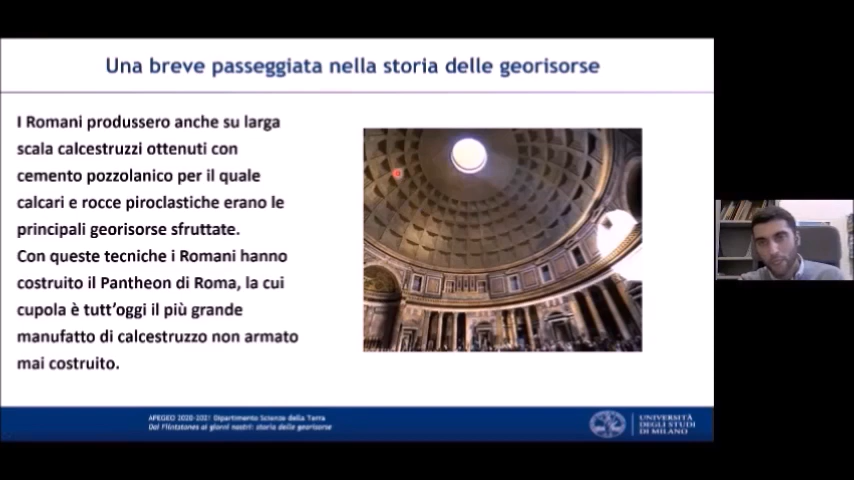 Una breve passeggiata nella storia delle georisorse
I Romani produssero anche su larga
scala calcestruzzi ottenuti con
cemento pozzolanico per il quale
calcari e rocce piroclastiche erano le
principali georisorse sfruttate.
Con queste tecniche i Romani hanno
costruito il Pantheon di Roma, la cui
cupola è tutt'oggi il più grande
manufatto di calcestruzzo non armato
mai costruito.
APEGEO 2020-2021 Dipartimento Scienze della Terra
Dai Flintstones ai giorni nostri: storia delle georisorse
UNIVERSITÀ
DEGLI STUDI
DI MILANO